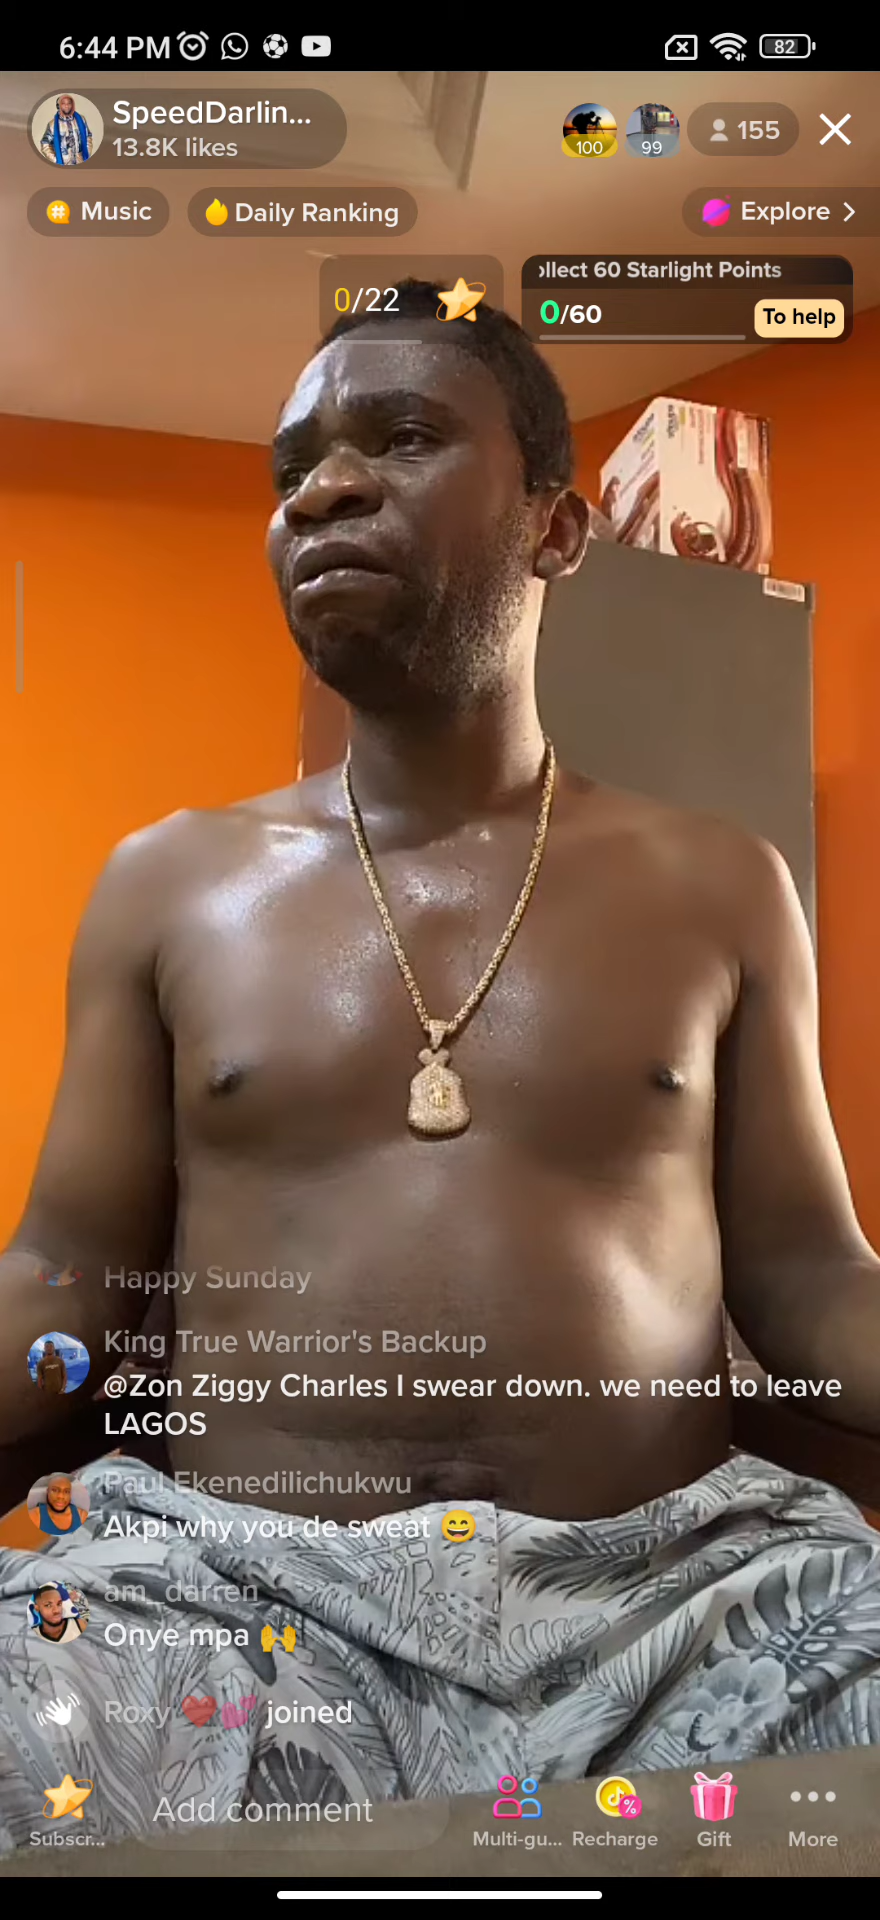 6:44 PM
82
SpeedDarlin...
13.8K likes
100
99
155
Music
Daily Ranking
Explore
0/22
ollect 60 Starlight Points
0/60
To help
Happy Sunday
King True Warrior's Backup
@Zon Ziggy Charles I swear down. we need to leave
LAGOS
Paul Ekenedilichukwu
Akpi why you de sweat 😄
am_darren
Onye mpa 🙌
Roxy ❤️💕 joined
Add comment
Subscr...
Multi-gu...
Recharge
Gift
More